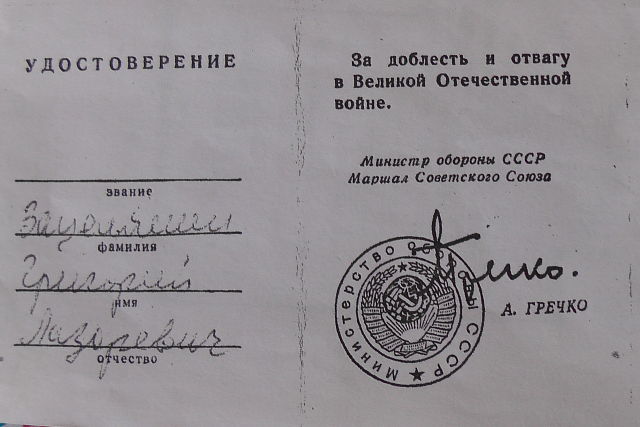 УДОСТОВЕРЕНИЕ
звание
фамилия
Григорий
имя
Лазаревич
отчество
За доблесть и отвагу
в Великой Отечественной
войне.
Министр обороны СССР
Маршал Советского Союза
МИНИСТЕРСТВО ОБОРОНЫ СССР
А. ГРЕЧКО